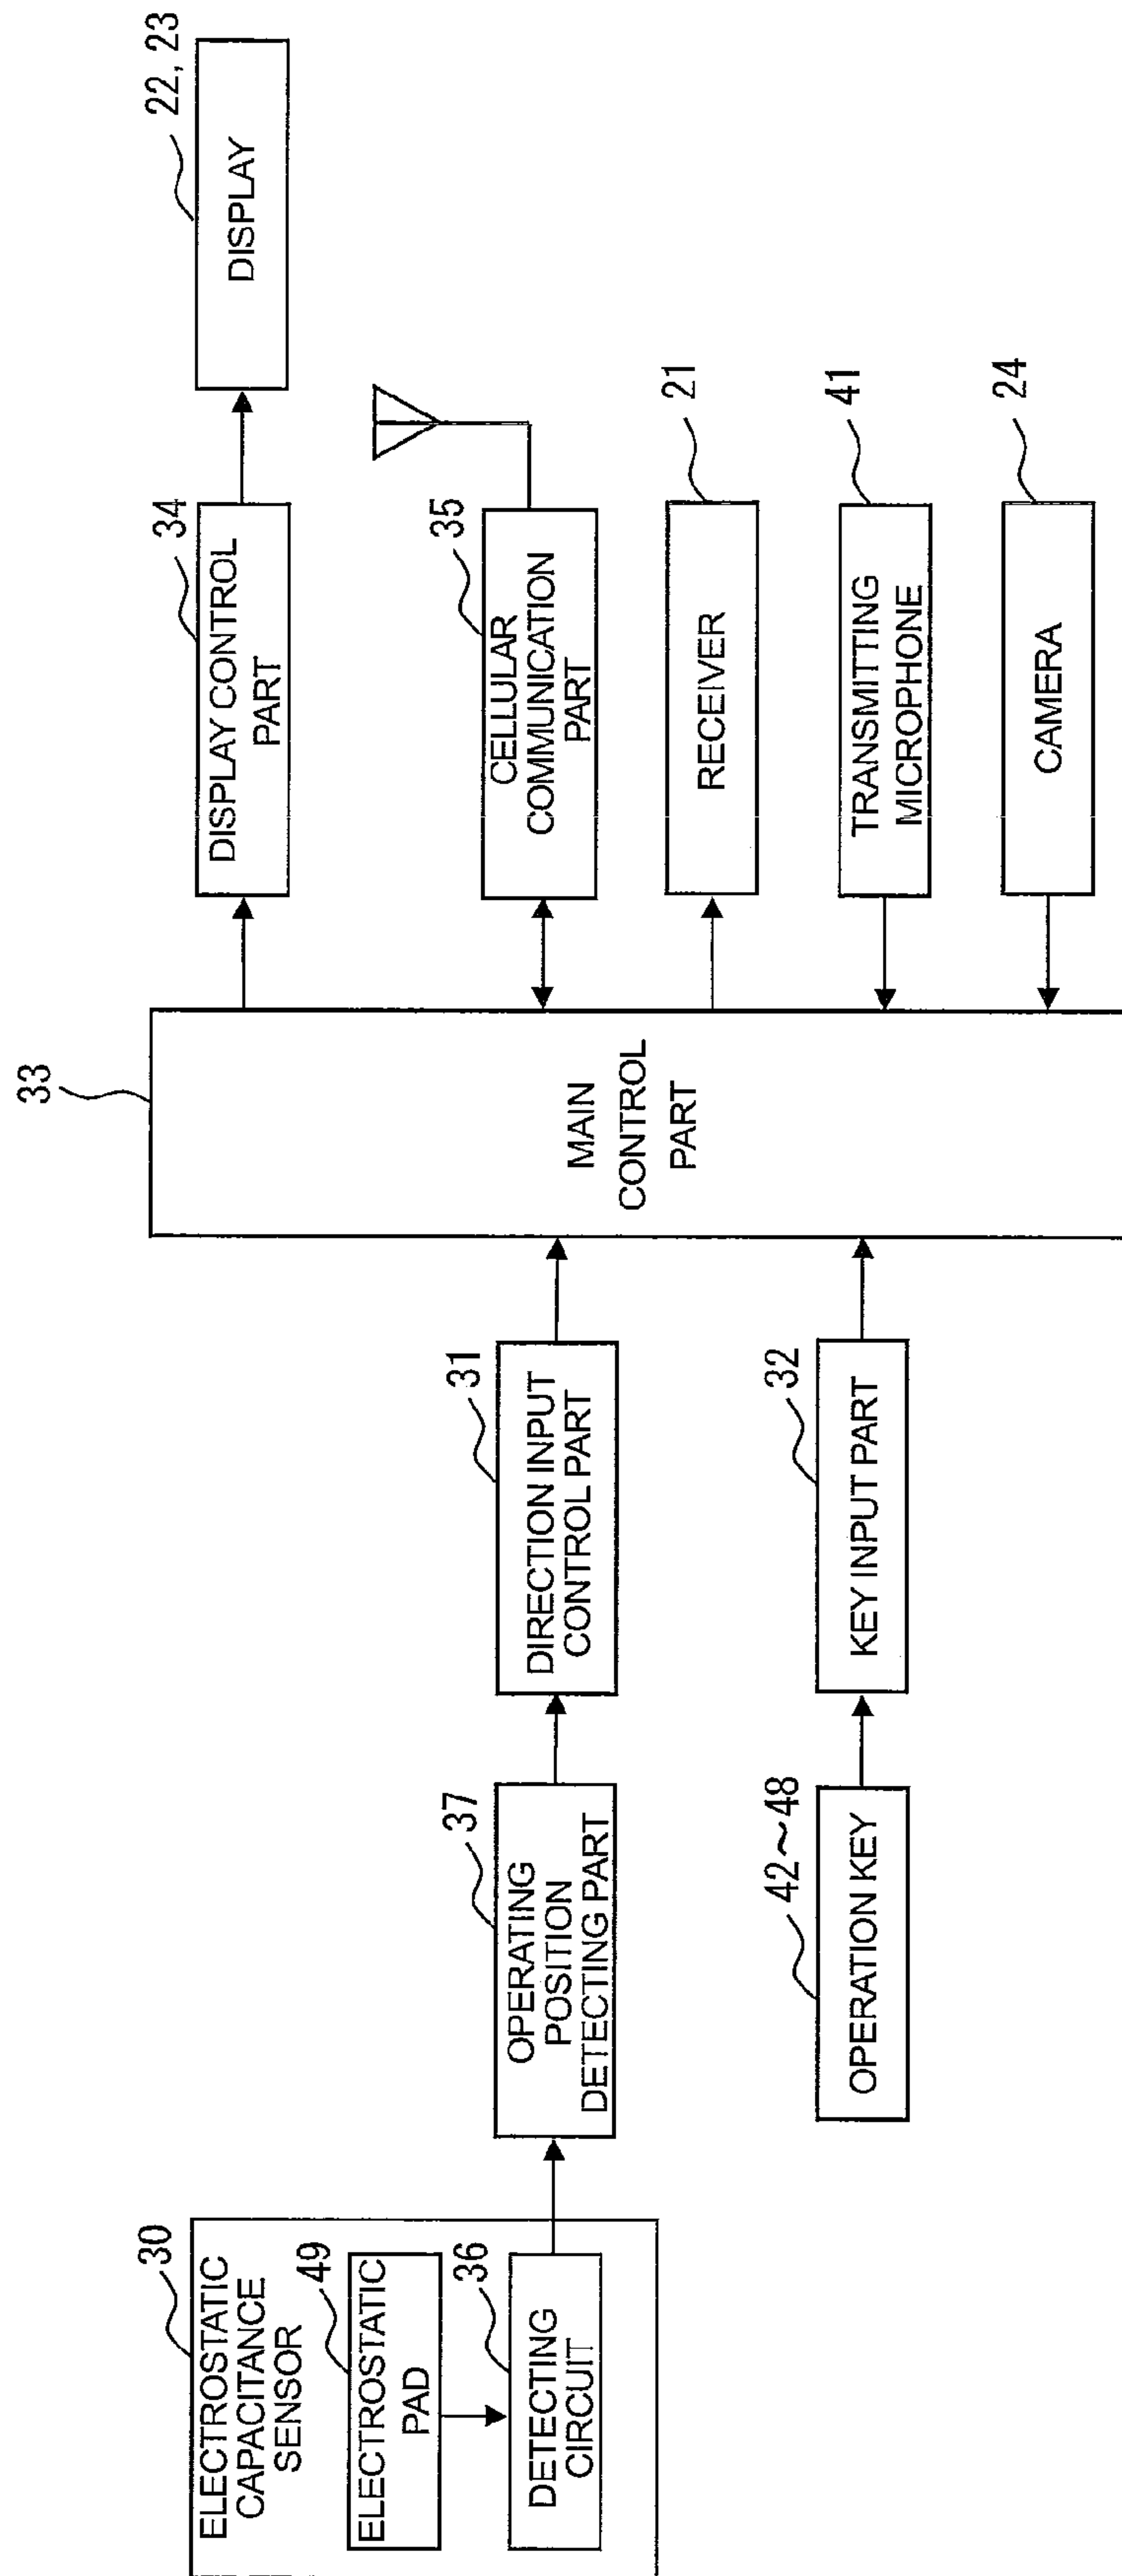 30
ELECTROSTATIC
CAPACITANCE
SENSOR
49
ELECTROSTATIC
PAD
36
DETECTING
CIRCUIT
37
OPERATING
POSITION
DETECTING PART
42~48
OPERATION KEY
31
DIRECTION INPUT
CONTROL PART
32
KEY INPUT PART
33
MAIN
CONTROL
PART
34
DISPLAY CONTROL
PART
22, 23
DISPLAY
35
CELLULAR
COMMUNICATION
PART
21
RECEIVER
41
TRANSMITTING
MICROPHONE
24
CAMERA